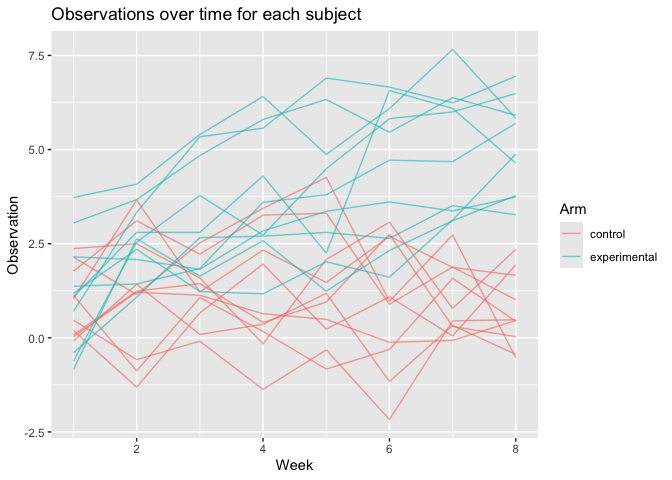 Observations over time for each subject
7.5
5.0
2.5
0.0
-2.5
Observation
2
4
6
8
Week
Arm
control
experimental